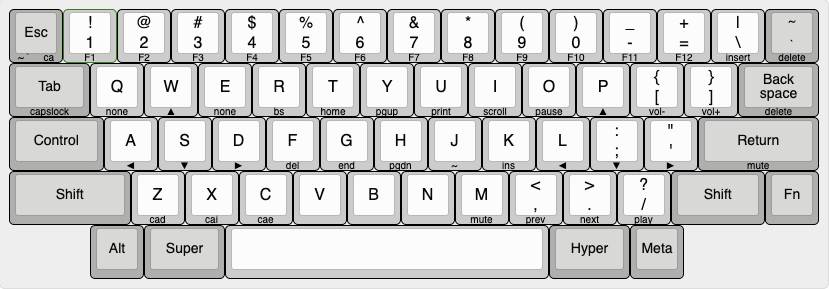 Esc ! @ # $ % ^ & * ( ) _ + | ~
1 2 3 4 5 6 7 8 9 0 - = \ `
~` ca F1 F2 F3 F4 F5 F6 F7 F8 F9 F10 F11 F12 insert delete
Tab Q W E R T Y U I O P { } Back
[ ] space
capslock none ▲ none bs home pgup print scroll pause ▲ vol- vol+ delete
Control A S D F G H J K L : " Return
; '
◄ ▼ ► del end pgdn ~ ins ◄ ▼ ► mute
Shift Z X C V B N M < > ? Shift Fn
, . /
cad cai cae mute prev next play
Alt Super Hyper Meta